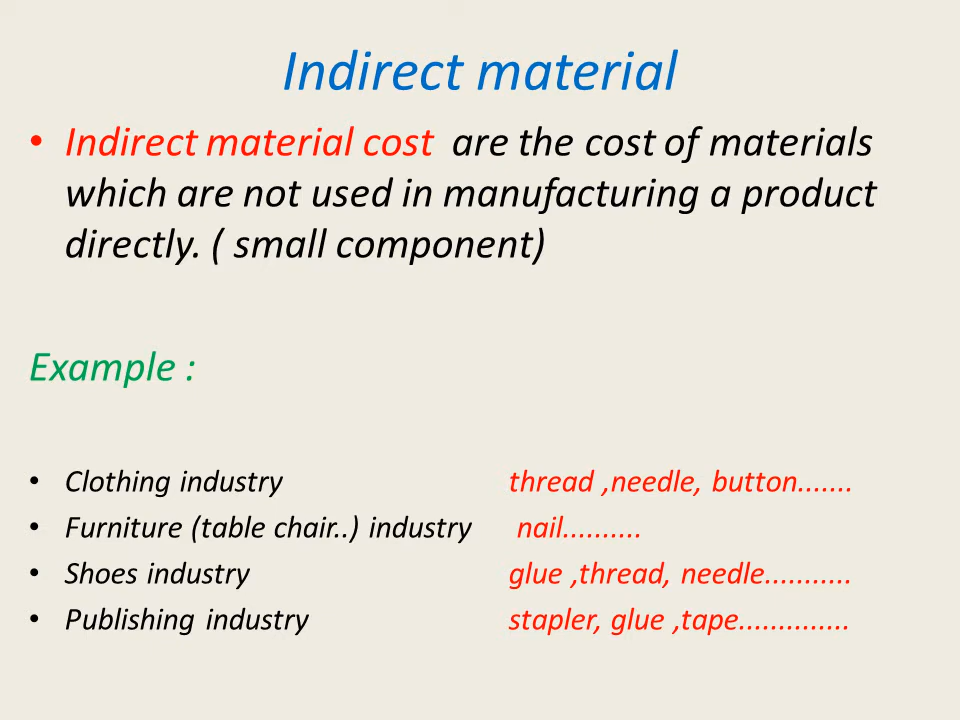 Indirect material
• Indirect material cost are the cost of materials
which are not used in manufacturing a product
directly. ( small component)
Example :
• Clothing industry thread ,needle, button.......
• Furniture (table chair..) industry nail..........
• Shoes industry glue ,thread, needle...........
• Publishing industry stapler, glue ,tape..............